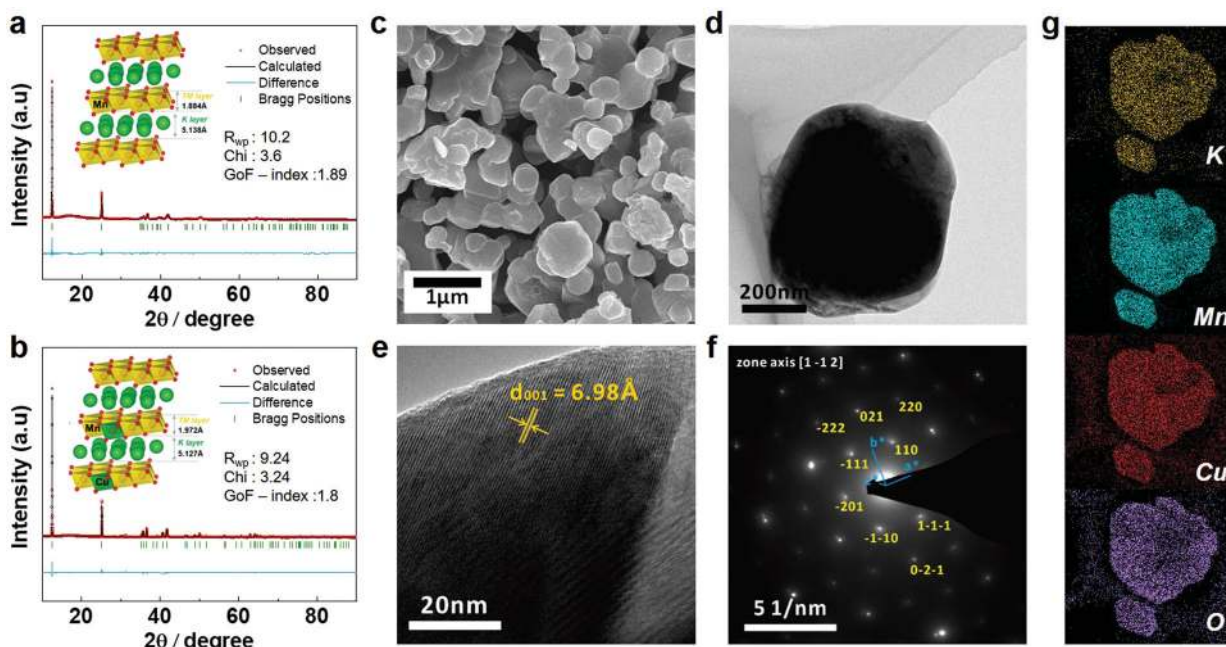 a
Intensity (a.u)
Mn
TM layer
1.884Å
K layer
5.138Å
Observed
Calculated
Difference
Bragg Positions
Rwp : 10.2
Chi : 3.6
GoF – index :1.89
20 40 60 80
2θ / degree
b
Intensity (a.u)
Mn
Cu
TM layer
1.972Å
K layer
5.127Å
Observed
Calculated
Difference
Bragg Positions
Rwp : 9.24
Chi : 3.24
GoF – index :1.8
20 40 60 80
2θ / degree
c
1μm
d
200nm
e
d001 = 6.98Å
20nm
f
zone axis [1 -1 2]
220
021
-222
110
-111
b*
a*
-201
1-1-1
-1-10
0-2-1
5 1/nm
g
K
Mn
Cu
O